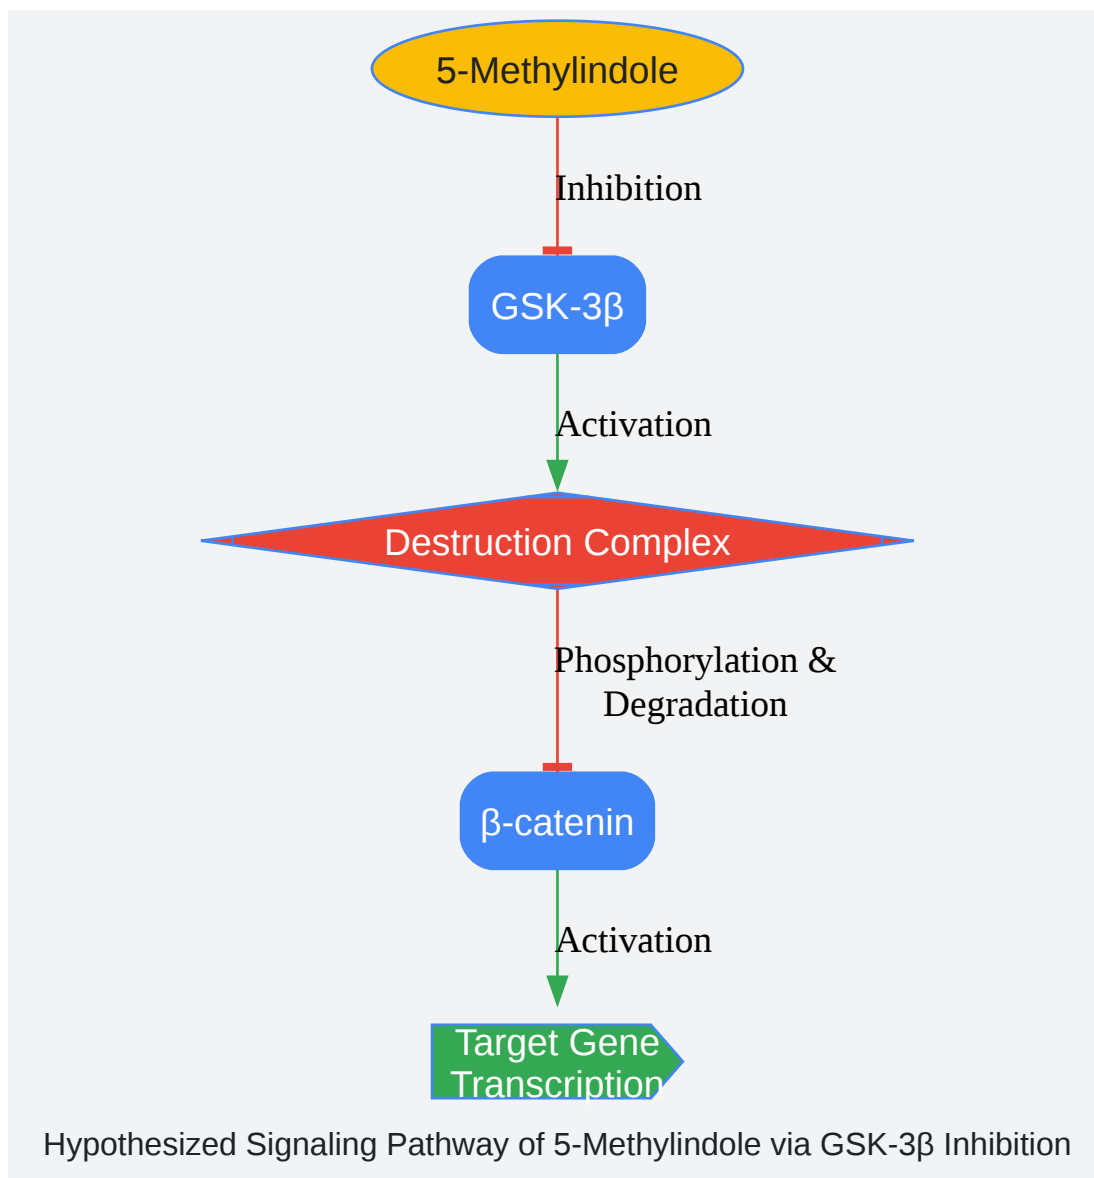 5-Methylindole
Inhibition
GSK-3β
Activation
Destruction Complex
Phosphorylation &
Degradation
β-catenin
Activation
Target Gene
Transcription
Hypothesized Signaling Pathway of 5-Methylindole via GSK-3β Inhibition